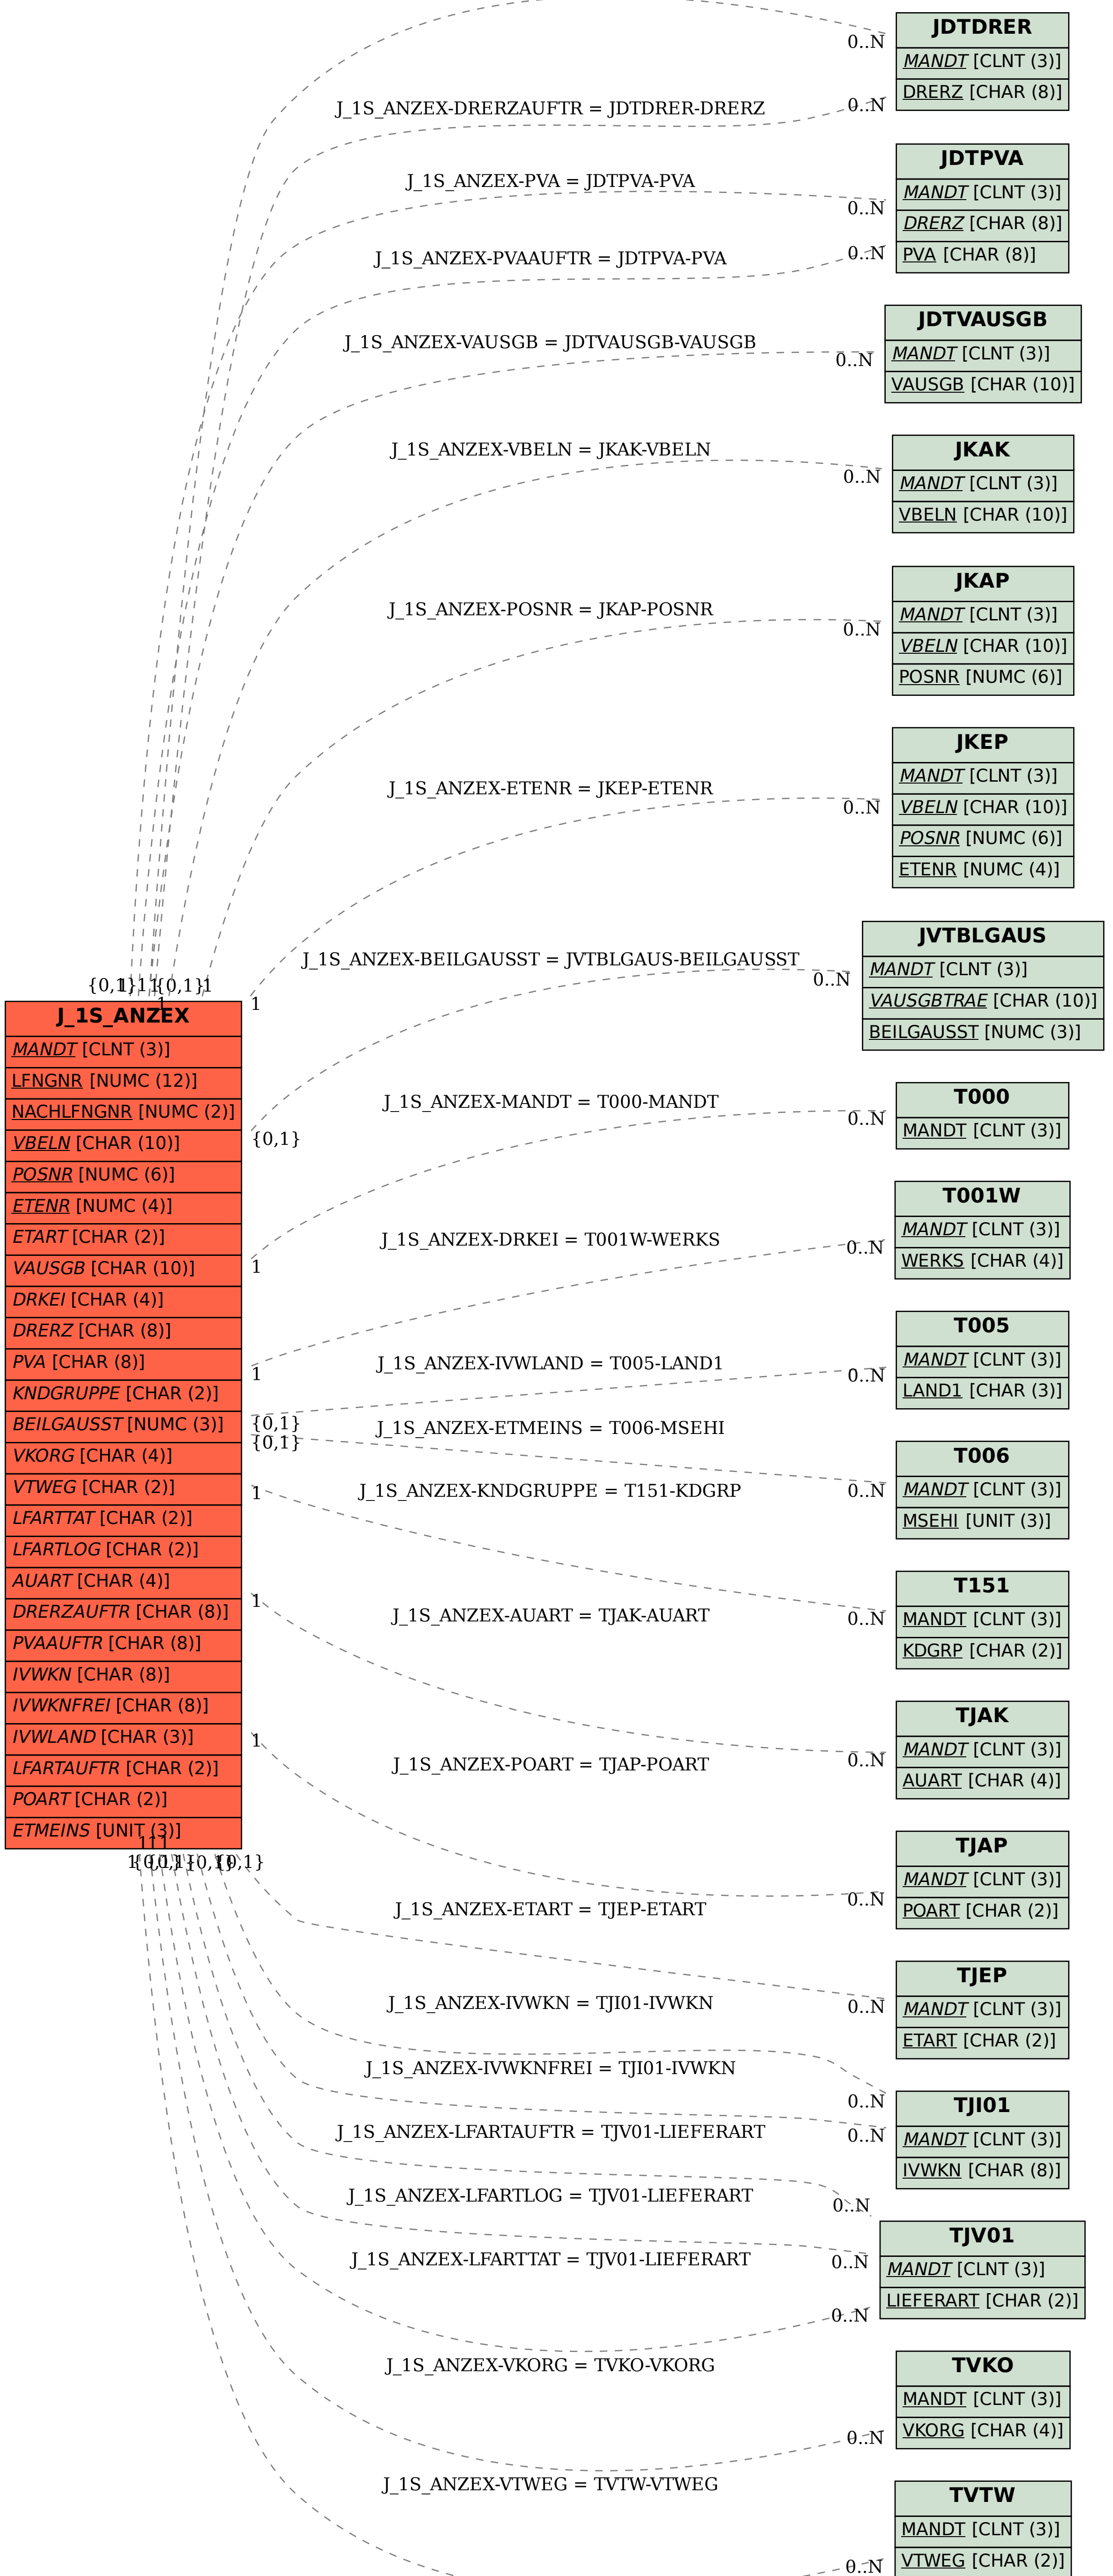 JDTDRER
0..N
MANDT [CLNT (3)]
DRERZ [CHAR (8)]
0..N
J_1S_ANZEX-DRERZAUFTR = JDTDRER-DRERZ
JDTPVA
J_1S_ANZEX-PVA = JDTPVA-PVA
MANDT [CLNT (3)]
0..N
DRERZ [CHAR (8)]
PVA [CHAR (8)]
0..N
J_1S_ANZEX-PVAAUFTR = JDTPVA-PVA
JDTVAUSGB
J_1S_ANZEX-VAUSGB = JDTVAUSGB-VAUSGB
MANDT [CLNT (3)]
0..N
VAUSGB [CHAR (10)]
JKAK
J_1S_ANZEX-VBELN = JKAK-VBELN
0..N
MANDT [CLNT (3)]
VBELN [CHAR (10)]
JKAP
J_1S_ANZEX-POSNR = JKAP-POSNR
MANDT [CLNT (3)]
0..N
VBELN [CHAR (10)]
POSNR [NUMC (6)]
JKEP
MANDT [CLNT (3)]
J_1S_ANZEX-ETENR = JKEP-ETENR
0..N
VBELN [CHAR (10)]
POSNR [NUMC (6)]
ETENR [NUMC (4)]
JVTBLGAUS
J_1S_ANZEX-BEILGAUSST = JVTBLGAUS-BEILGAUSST
MANDT [CLNT (3)]
0..N
VAUSGBTRAE [CHAR (10)]
BEILGAUSST [NUMC (3)]
{0,1}
1
1
{0,1}
1
1
1
J_1S_ANZEX
MANDT [CLNT (3)]
LFNGNR [NUMC (12)]
NACHLFNGNR [NUMC (2)]
VBELN [CHAR (10)]
POSNR [NUMC (6)]
ETENR [NUMC (4)]
ETART [CHAR (2)]
VAUSGB [CHAR (10)]
DRKEI [CHAR (4)]
DRERZ [CHAR (8)]
PVA [CHAR (8)]
KNDGRUPPE [CHAR (2)]
BEILGAUSST [NUMC (3)]
VKORG [CHAR (4)]
VTWEG [CHAR (2)]
LFARTTAT [CHAR (2)]
LFARTLOG [CHAR (2)]
AUART [CHAR (4)]
DRERZAUFTR [CHAR (8)]
PVAAUFTR [CHAR (8)]
IVWKN [CHAR (8)]
IVWKNFREI [CHAR (8)]
IVWLAND [CHAR (3)]
LFARTAUFTR [CHAR (2)]
POART [CHAR (2)]
ETMEINS [UNIT (3)]
{0,1}
T000
J_1S_ANZEX-MANDT = T000-MANDT
0..N
MANDT [CLNT (3)]
1
T001W
J_1S_ANZEX-DRKEI = T001W-WERKS
MANDT [CLNT (3)]
0..N
WERKS [CHAR (4)]
1
T005
J_1S_ANZEX-IVWLAND = T005-LAND1
MANDT [CLNT (3)]
0..N
LAND1 [CHAR (3)]
{0,1}
{0,1}
J_1S_ANZEX-ETMEINS = T006-MSEHI
T006
MANDT [CLNT (3)]
0..N
MSEHI [UNIT (3)]
1
J_1S_ANZEX-KNDGRUPPE = T151-KDGRP
T151
MANDT [CLNT (3)]
0..N
KDGRP [CHAR (2)]
1
J_1S_ANZEX-AUART = TJAK-AUART
TJAK
MANDT [CLNT (3)]
0..N
AUART [CHAR (4)]
1
J_1S_ANZEX-POART = TJAP-POART
TJAP
MANDT [CLNT (3)]
0..N
POART [CHAR (2)]
{0,1}
J_1S_ANZEX-ETART = TJEP-ETART
TJEP
MANDT [CLNT (3)]
0..N
ETART [CHAR (2)]
J_1S_ANZEX-IVWKN = TJI01-IVWKN
J_1S_ANZEX-IVWKNFREI = TJI01-IVWKN
0..N
TJI01
0..N
MANDT [CLNT (3)]
IVWKN [CHAR (8)]
J_1S_ANZEX-LFARTAUFTR = TJV01-LIEFERART
J_1S_ANZEX-LFARTLOG = TJV01-LIEFERART
0..N
TJV01
J_1S_ANZEX-LFARTTAT = TJV01-LIEFERART
0..N
MANDT [CLNT (3)]
LIEFERART [CHAR (2)]
0..N
J_1S_ANZEX-VKORG = TVKO-VKORG
TVKO
MANDT [CLNT (3)]
VKORG [CHAR (4)]
0..N
J_1S_ANZEX-VTWEG = TVTW-VTWEG
TVTW
MANDT [CLNT (3)]
VTWEG [CHAR (2)]
0..N